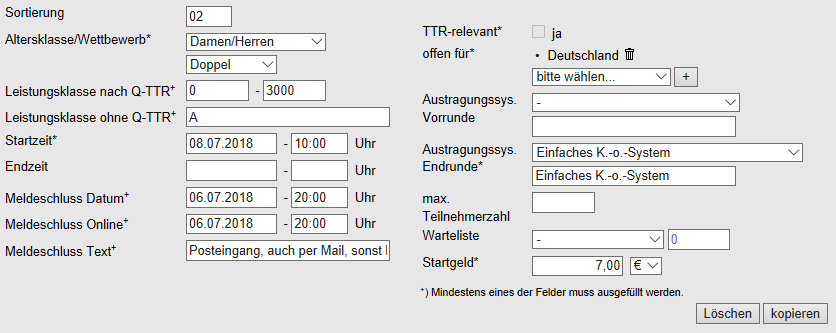 Sortierung 02
Altersklasse/Wettbewerb* Damen/Herren
Doppel
Leistungsklasse nach Q-TTR+ 0 - 3000
Leistungsklasse ohne Q-TTR+ A
Startzeit* 08.07.2018 - 10:00 Uhr
Endzeit - Uhr
Meldeschluss Datum+ 06.07.2018 - 20:00 Uhr
Meldeschluss Online+ 06.07.2018 - 20:00 Uhr
Meldeschluss Text+ Posteingang, auch per Mail, sonst
TTR-relevant* ja
offen für* • Deutschland
bitte wählen... +
Austragungssys. -
Vorrunde
Austragungssys. Einfaches K.-o.-System
Endrunde* Einfaches K.-o.-System
max.
Teilnehmerzahl
Warteliste - 0
Startgeld* 7,00 €
+) Mindestens eines der Felder muss ausgefüllt werden.
Löschen kopieren